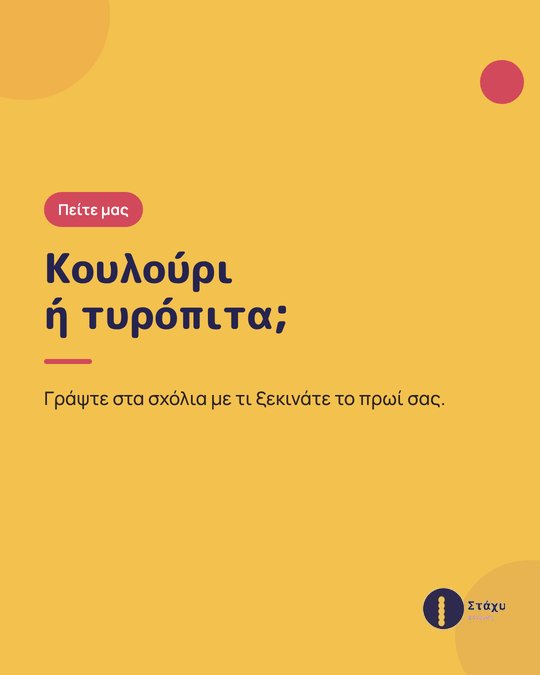 Πείτε μας
Κουλούρι
ή τυρόπιτα;
Γράψτε στα σχόλια με τι ξεκινάτε το πρωί σας.
Στάχυ